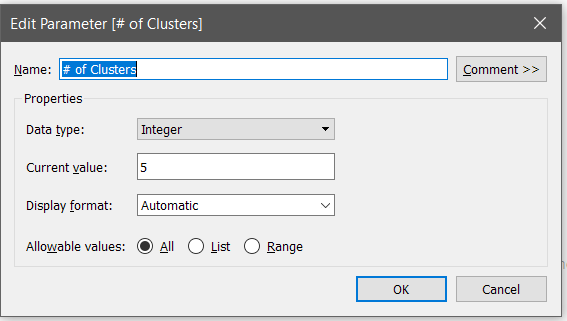 Edit Parameter [# of Clusters]
Name: # of Clusters Comment >>
Properties
Data type: Integer
Current value: 5
Display format: Automatic
Allowable values: All List Range
OK Cancel